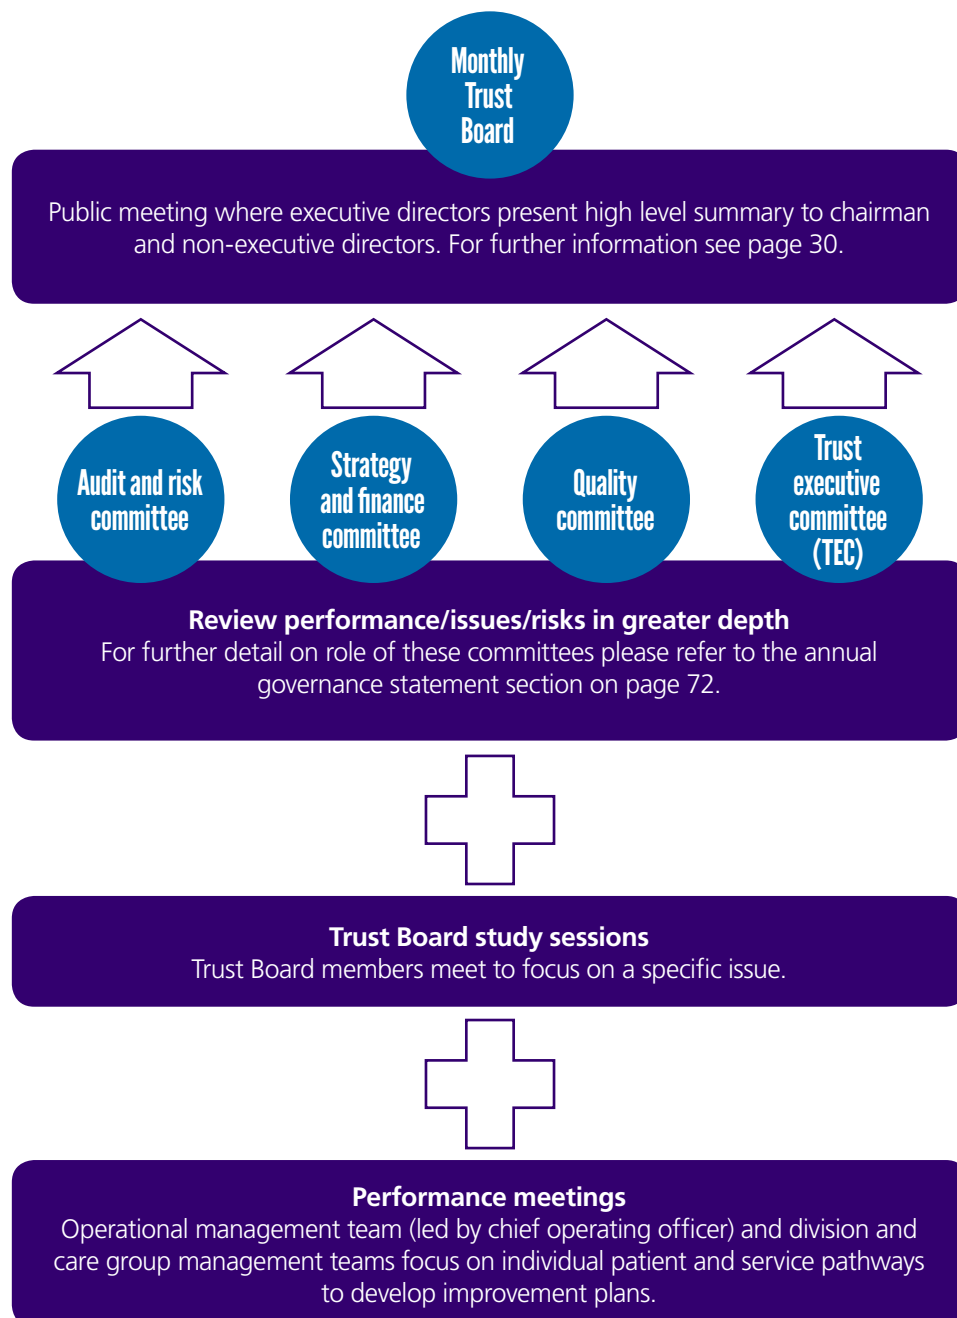 Monthly
Trust
Board
Public meeting where executive directors present high level summary to chairman
and non-executive directors. For further information see page 30.
Audit and risk
committee
Strategy
and finance
committee
Quality
committee
Trust
executive
committee
(TEC)
Review performance/issues/risks in greater depth
For further detail on role of these committees please refer to the annual
governance statement section on page 72.
Trust Board study sessions
Trust Board members meet to focus on a specific issue.
Performance meetings
Operational management team (led by chief operating officer) and division and
care group management teams focus on individual patient and service pathways
to develop improvement plans.